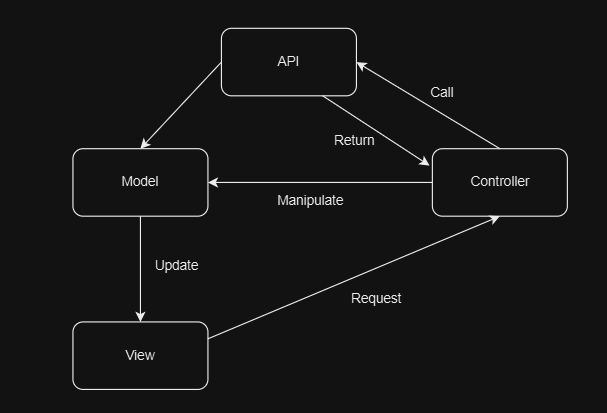 API
Call
Return
Model
Controller
Manipulate
Update
Request
View